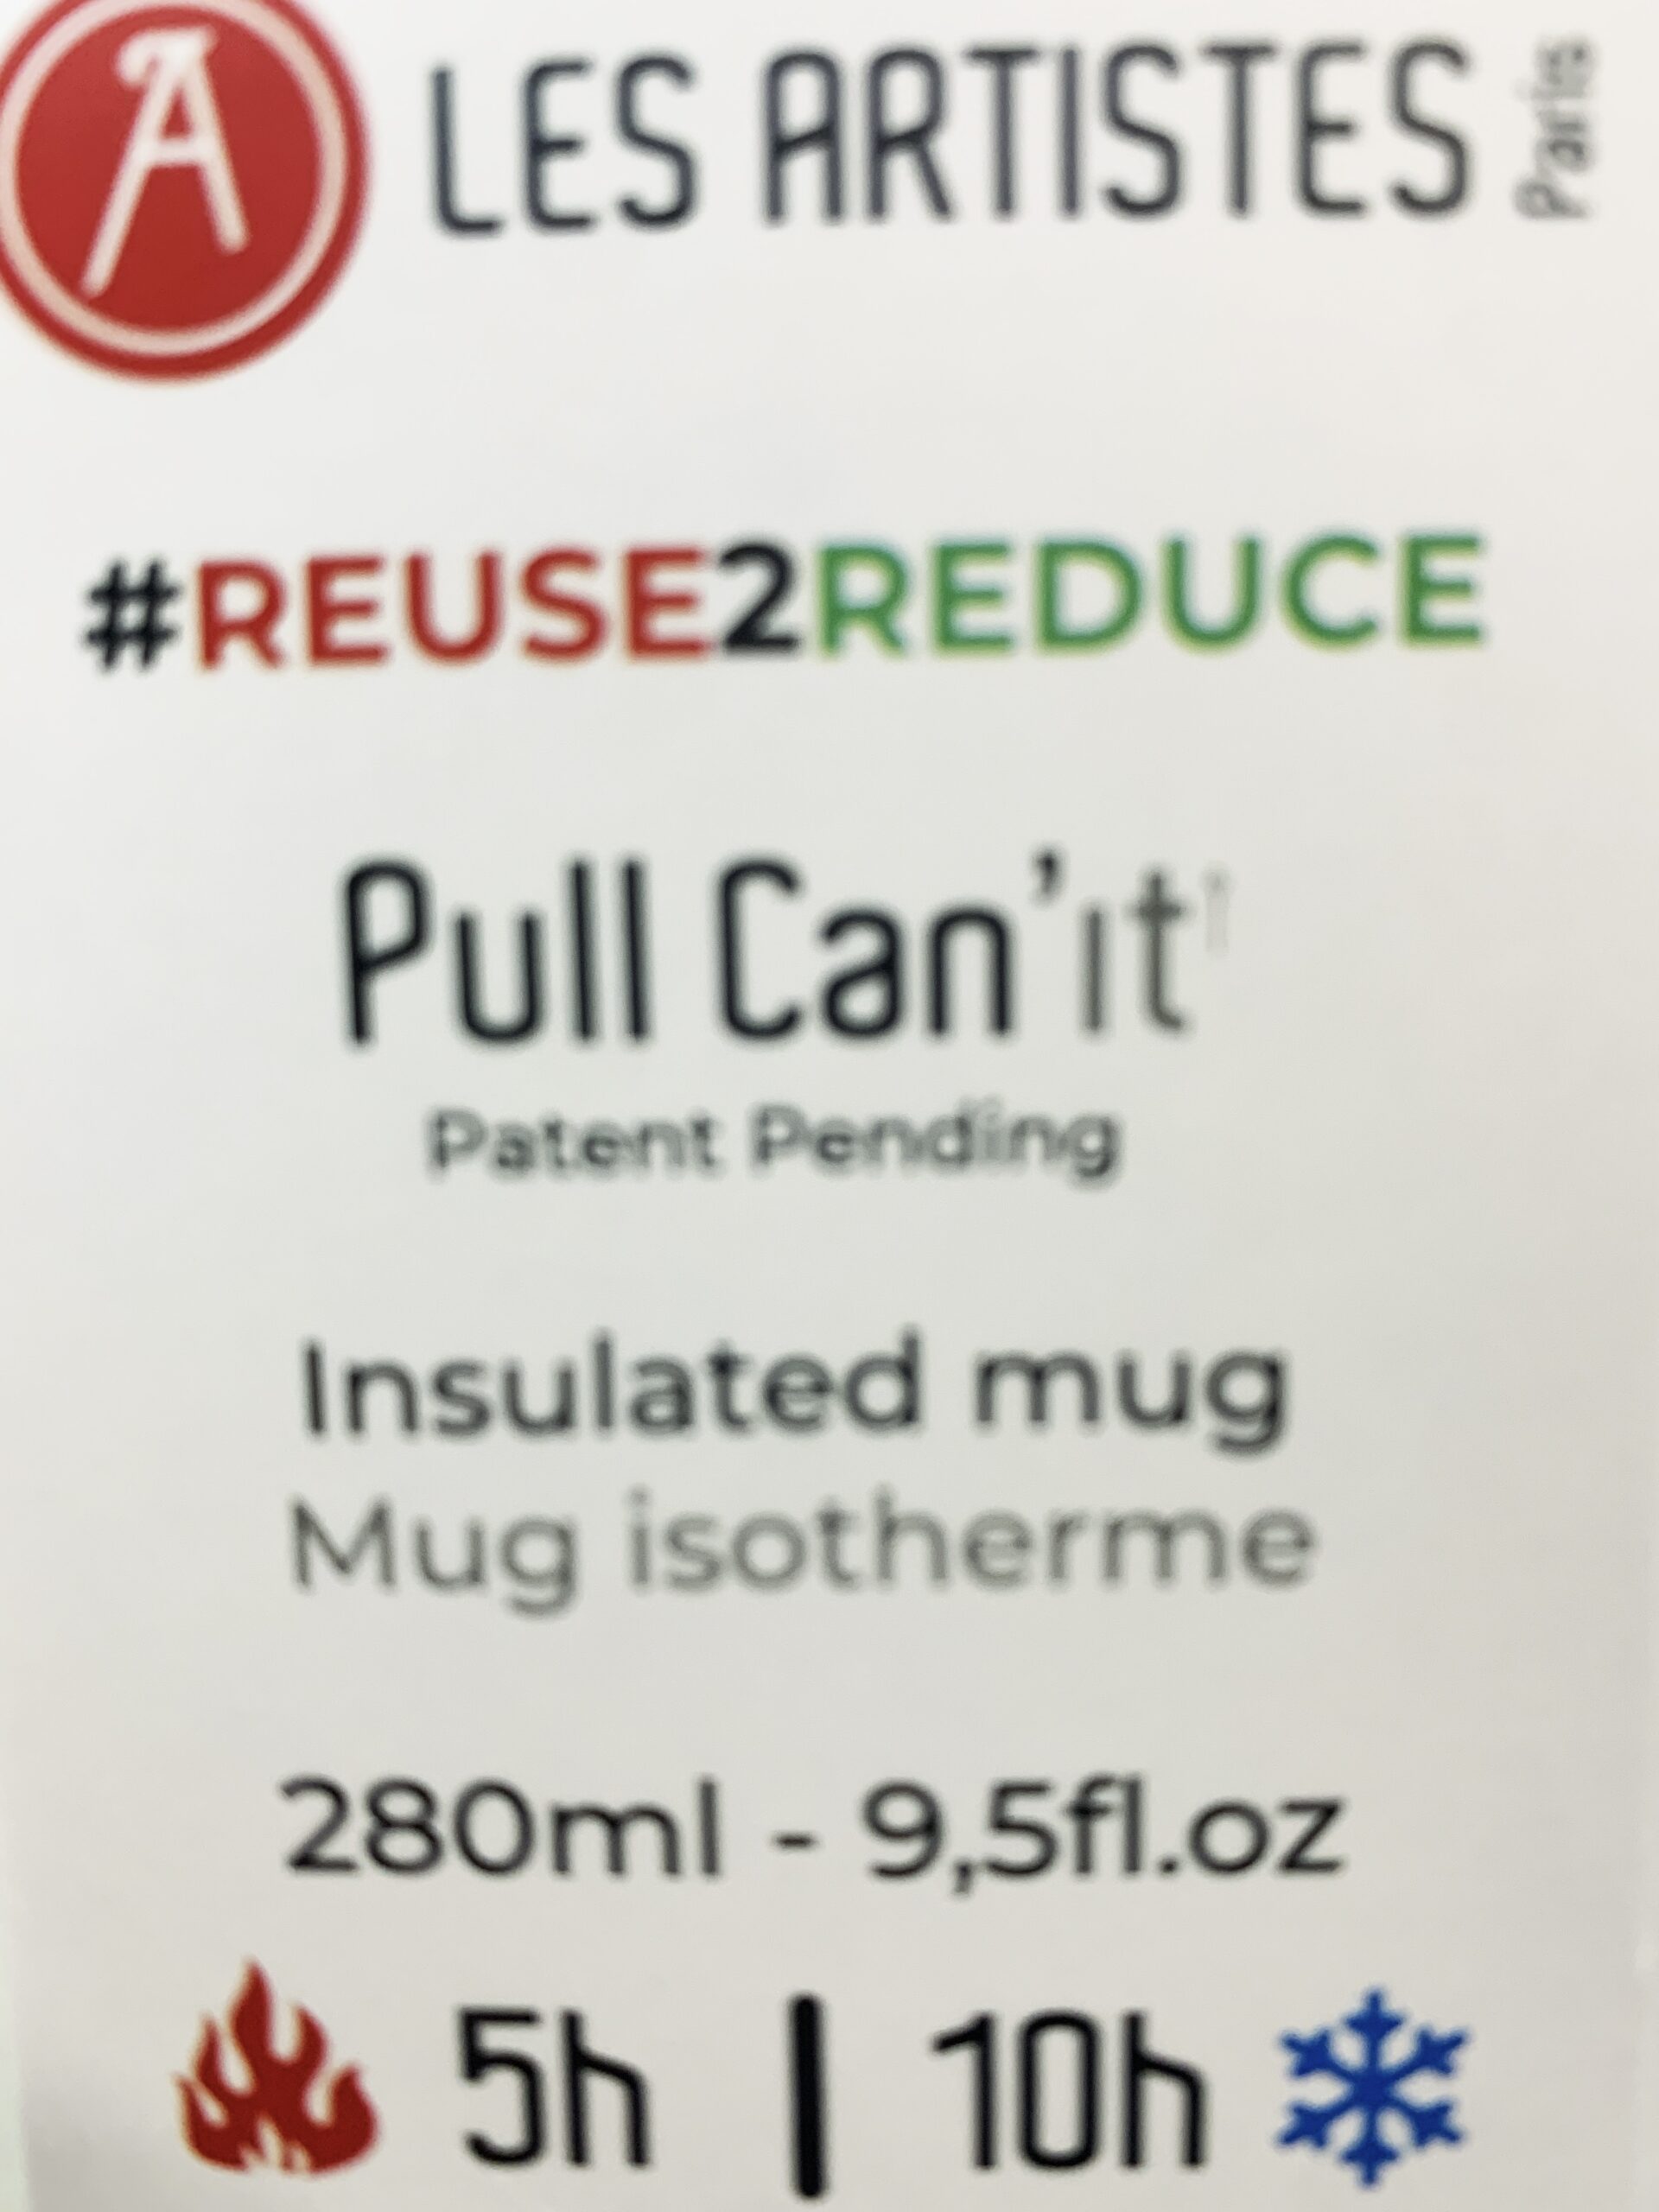 A LES ARTISTES Paris
#REUSE2REDUCE
Pull Can'it
Patent Pending
Insulated mug
Mug isotherme
280ml - 9,5fl.oz
5h | 10h